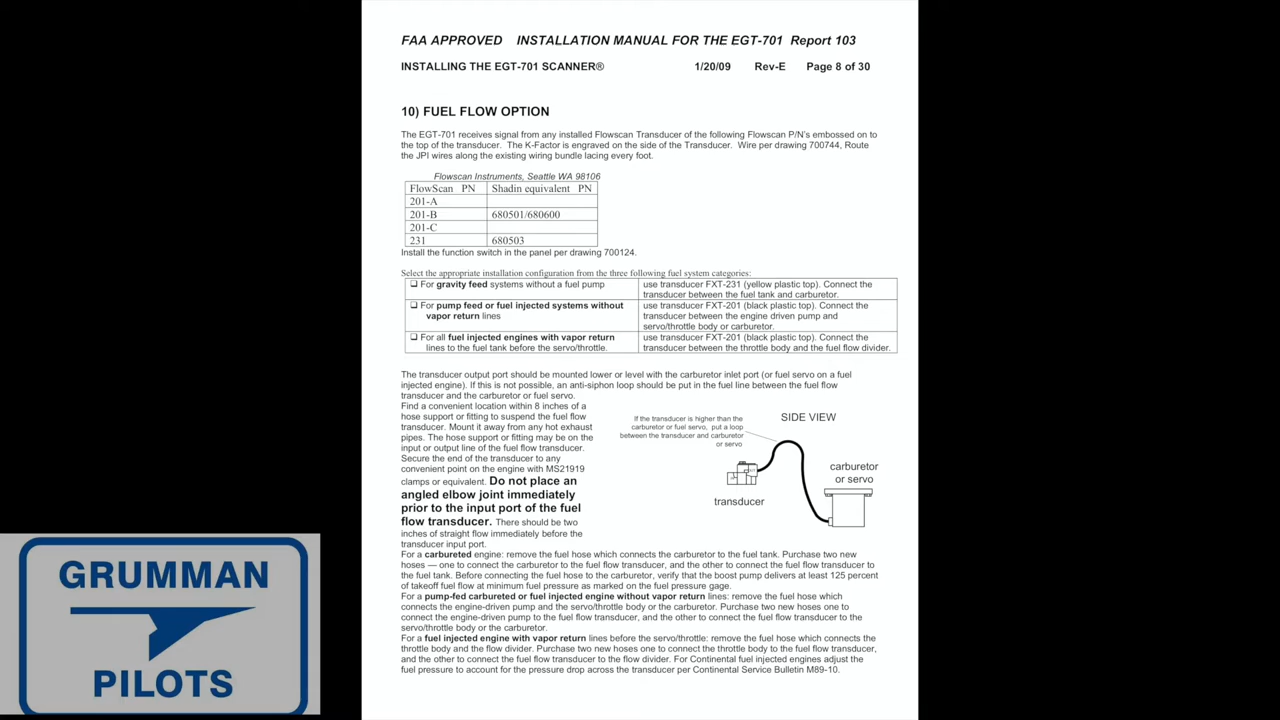 FAA APPROVED INSTALLATION MANUAL FOR THE EGT-701 Report 103
INSTALLING THE EGT-701 SCANNER® 1/20/09 Rev-E Page 8 of 30
10) FUEL FLOW OPTION
The EGT-701 receives signal from any installed Flowscan Transducer of the following Flowscan P/N's embossed on to
the top of the transducer. The K-Factor is engraved on the side of the Transducer. Wire per drawing 700744, Route
the JPI wires along the existing wiring bundle lacing every foot.
Flowscan Instruments, Seattle WA 98106
FlowScan PN Shadin equivalent PN
201-A
201-B 680501/680600
201-C
231 680503
Install the function switch in the panel per drawing 700124.
Select the appropriate installation configuration from the three following fuel system categories:
❑ For gravity feed systems without a fuel pump
use transducer FXT-231 (yellow plastic top). Connect the
transducer between the fuel tank and carburetor.
❑ For pump feed or fuel injected systems without
vapor return lines
use transducer FXT-201 (black plastic top). Connect the
transducer between the engine driven pump and
servo/throttle body or carburetor.
❑ For all fuel injected engines with vapor return
lines to the fuel tank before the servo/throttle.
use transducer FXT-201 (black plastic top). Connect the
transducer between the throttle body and the fuel flow divider.
The transducer output port should be mounted lower or level with the carburetor inlet port (or fuel servo on a fuel
injected engine). If this is not possible, an anti-siphon loop should be put in the fuel line between the fuel flow
transducer and the carburetor or fuel servo.
Find a convenient location within 8 inches of a
hose support or fitting to suspend the fuel flow
transducer. Mount it away from any hot exhaust
pipes. The hose support or fitting may be on the
input or output line of the fuel flow transducer.
Secure the end of the transducer to any
convenient point on the engine with MS21919
clamps or equivalent. Do not place an
angled elbow joint immediately
prior to the input port of the fuel
flow transducer. There should be two
inches of straight flow immediately before the
transducer input port.
If the transducer is higher than the
carburetor or fuel servo, put a loop
between the transducer and carburetor
or servo
SIDE VIEW
carburetor
or servo
transducer
For a carbureted engine: remove the fuel hose which connects the carburetor to the fuel tank. Purchase two new
hoses — one to connect the carburetor to the fuel flow transducer, and the other to connect the fuel flow transducer to
the fuel tank. Before connecting the fuel hose to the carburetor, verify that the boost pump delivers at least 125 percent
of takeoff fuel flow at minimum fuel pressure as marked on the fuel pressure gage.
For a pump-fed carbureted or fuel injected engine without vapor return lines: remove the fuel hose which
connects the engine-driven pump and the servo/throttle body or the carburetor. Purchase two new hoses one to
connect the engine-driven pump to the fuel flow transducer, and the other to connect the fuel flow transducer to the
servo/throttle body or the carburetor.
For a fuel injected engine with vapor return lines before the servo/throttle: remove the fuel hose which connects the
throttle body and the flow divider. Purchase two new hoses one to connect the throttle body to the fuel flow transducer,
and the other to connect the fuel flow transducer to the flow divider. For Continental fuel injected engines adjust the
fuel pressure to account for the pressure drop across the transducer per Continental Service Bulletin M89-10.
GRUMMAN
PILOTS